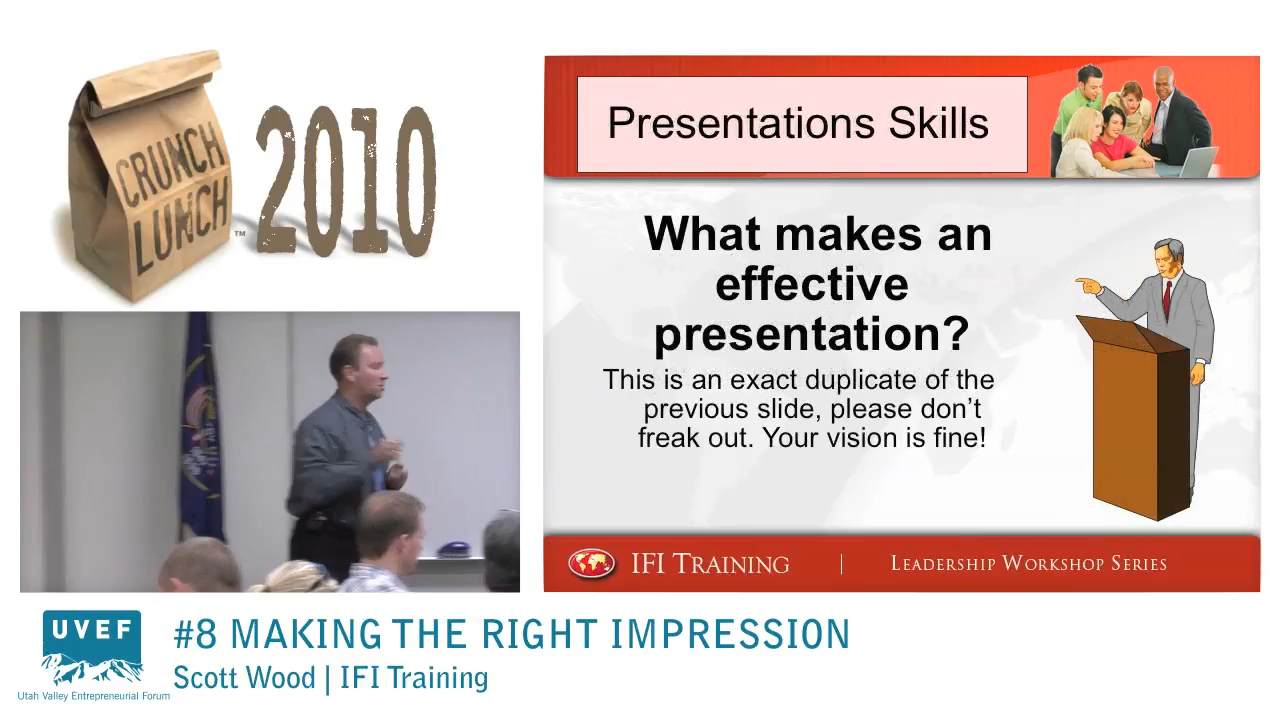 CRUNCH
LUNCH
™
2010
Presentations Skills
What makes an
effective
presentation?
This is an exact duplicate of the
previous slide, please don't
freak out. Your vision is fine!
IFI TRAINING | LEADERSHIP WORKSHOP SERIES
UVEF
Utah Valley Entrepreneurial Forum
#8 MAKING THE RIGHT IMPRESSION
Scott Wood | IFI Training